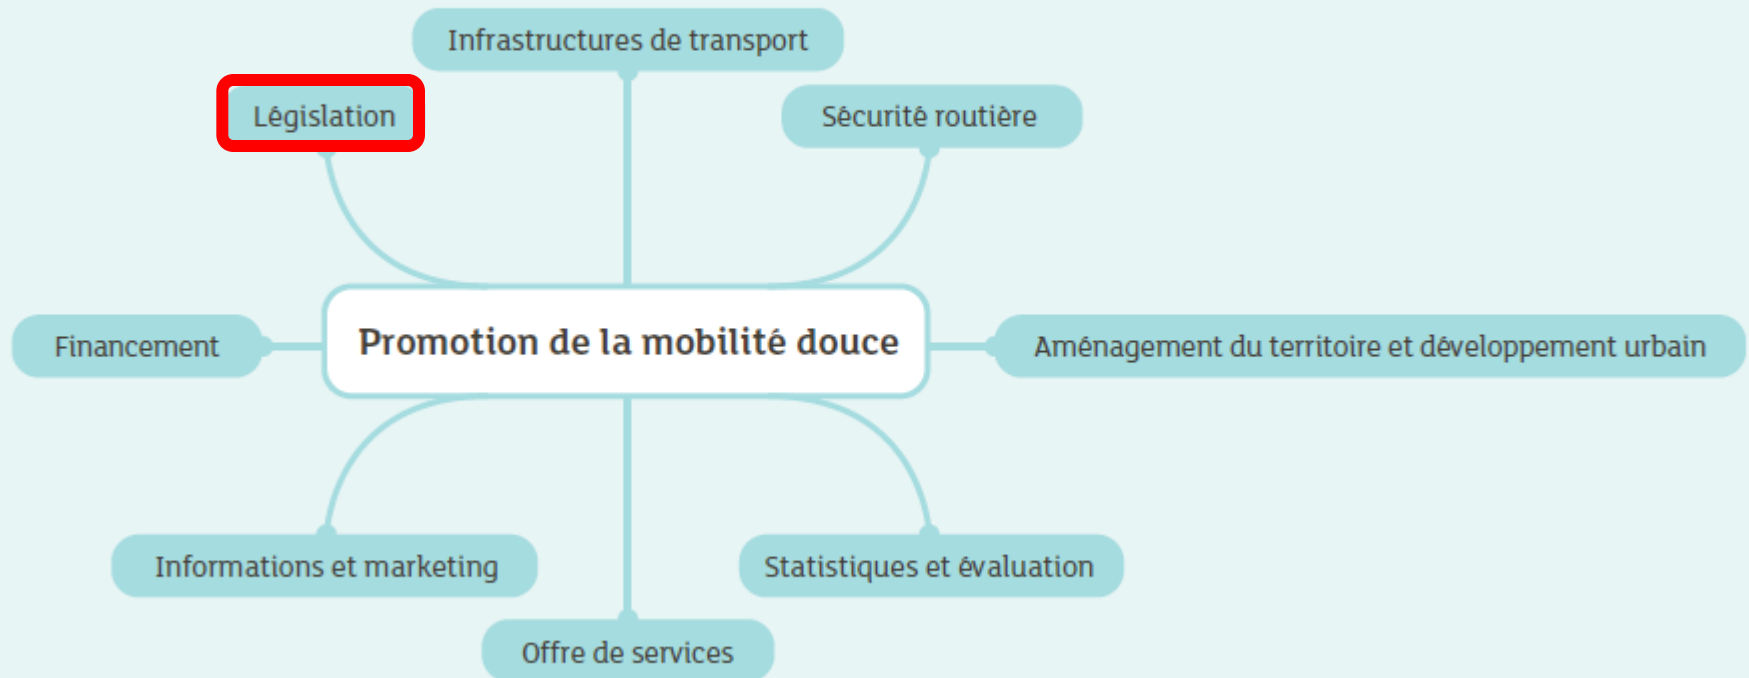 Infrastructures de transport
Législation
Sécurité routière
Financement
Promotion de la mobilité douce
Aménagement du territoire et développement urbain
Informations et marketing
Statistiques et évaluation
Offre de services